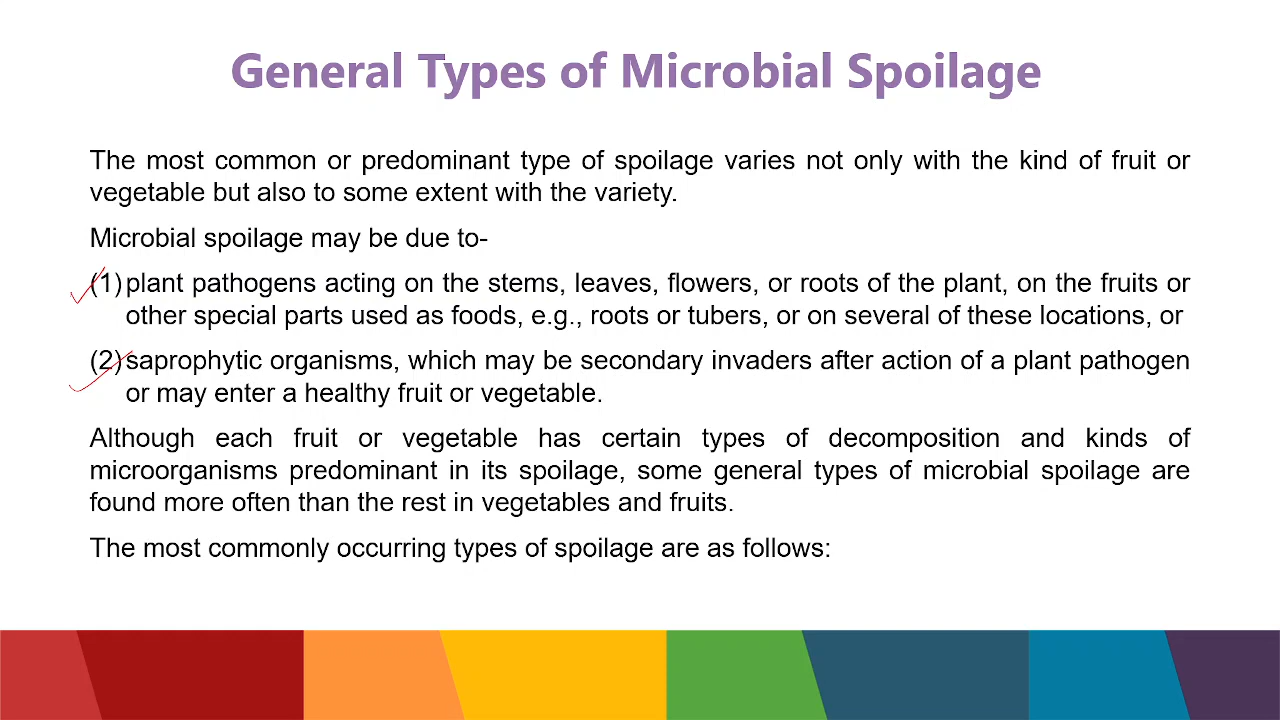 General Types of Microbial Spoilage
The most common or predominant type of spoilage varies not only with the kind of fruit or
vegetable but also to some extent with the variety.
Microbial spoilage may be due to-
(1) plant pathogens acting on the stems, leaves, flowers, or roots of the plant, on the fruits or
other special parts used as foods, e.g., roots or tubers, or on several of these locations, or
(2) saprophytic organisms, which may be secondary invaders after action of a plant pathogen
or may enter a healthy fruit or vegetable.
Although each fruit or vegetable has certain types of decomposition and kinds of
microorganisms predominant in its spoilage, some general types of microbial spoilage are
found more often than the rest in vegetables and fruits.
The most commonly occurring types of spoilage are as follows: